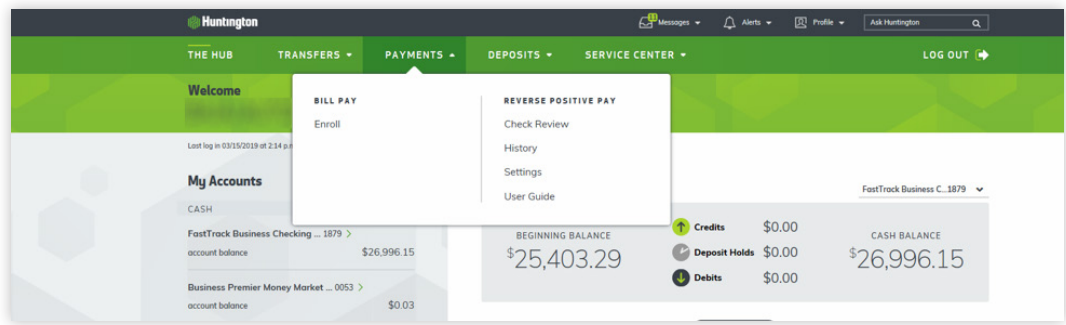 Huntington
11
Messages
Alerts
Profile
Ask Huntington
THE HUB
TRANSFERS
PAYMENTS
DEPOSITS
SERVICE CENTER
LOG OUT
Welcome
BILL PAY
Enroll
REVERSE POSITIVE PAY
Check Review
History
Settings
User Guide
Last log in 03/15/2019 at 2:14 p.m
My Accounts
CASH
FastTrack Business Checking ... 1879 >
account balance $26,996.15
Business Premier Money Market ... 0053 >
account balance $0.03
FastTrack Business C...1879
BEGINNING BALANCE
$25,403.29
Credits $0.00
Deposit Holds $0.00
Debits $0.00
CASH BALANCE
$26,996.15